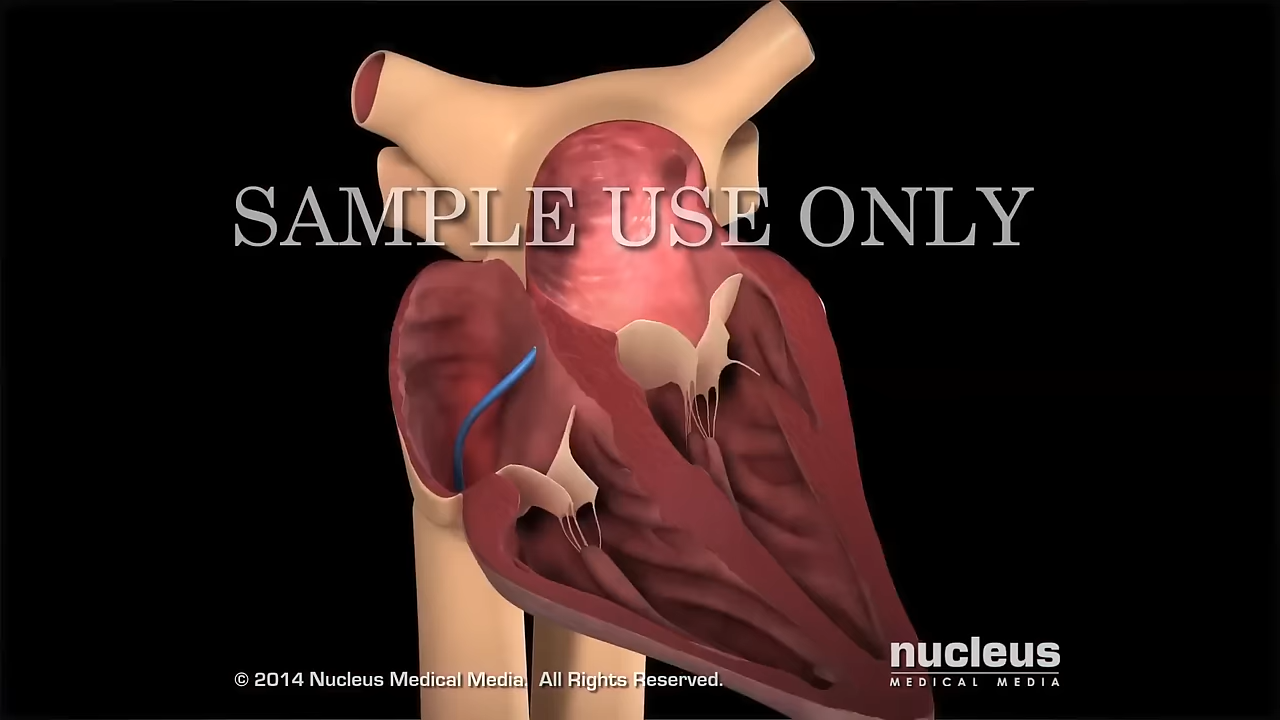 SAMPLE USE ONLY
nucleus
MEDICAL MEDIA
© 2014 Nucleus Medical Media. All Rights Reserved.